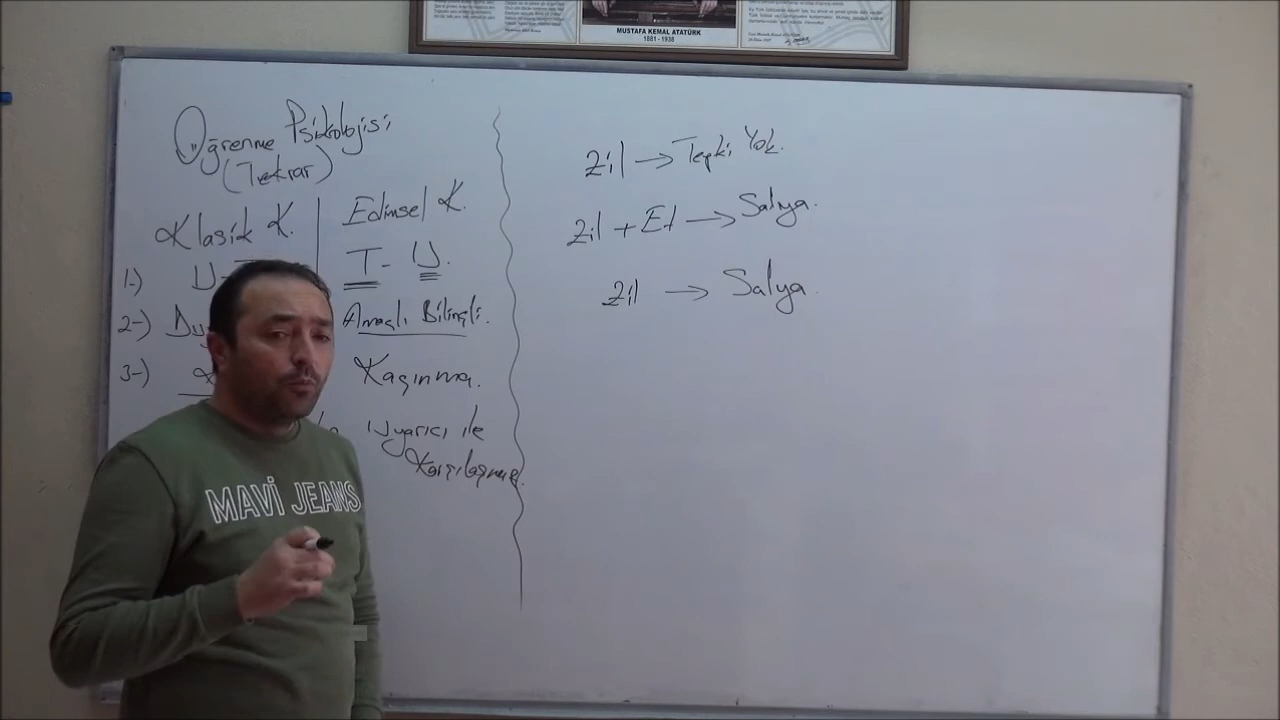 MUSTAFA KEMAL ATATÜRK
1881 - 1938
Öğrenme Psikolojisi
(Tekrar)
Klasik K.
Edimsel K.
1-) U-T
T- U.
2-)
Amaçlı Bilinçli.
3-)
Kaçınma.
Uyarıcı ile
Karşılaşma.
Zil → Tepki Yok.
Zil + Et → Salya.
Zil → Salya.
MAVİ JEANS